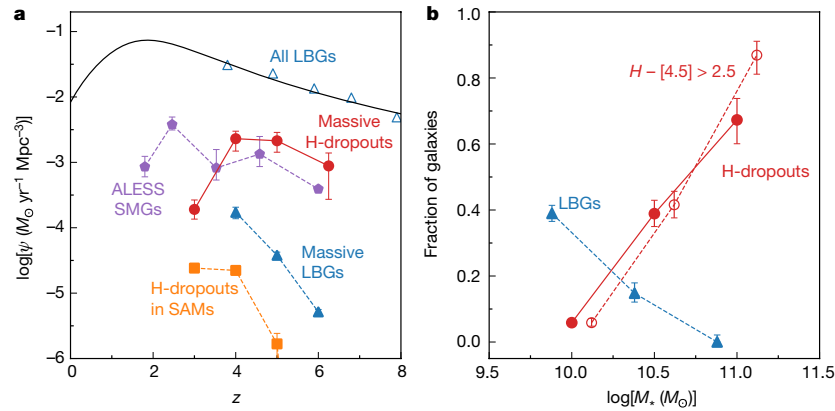 a
log[ψ (M⊙ yr−1 Mpc−3)]
−1
−2
−3
−4
−5
−6
0
2
4
6
8
z
All LBGs
Massive
H-dropouts
ALESS
SMGs
Massive
LBGs
H-dropouts
in SAMs
b
Fraction of galaxies
1.0
0.8
0.6
0.4
0.2
0.0
9.5
10.0
10.5
11.0
11.5
log[M* (M⊙)]
H − [4.5] > 2.5
LBGs
H-dropouts